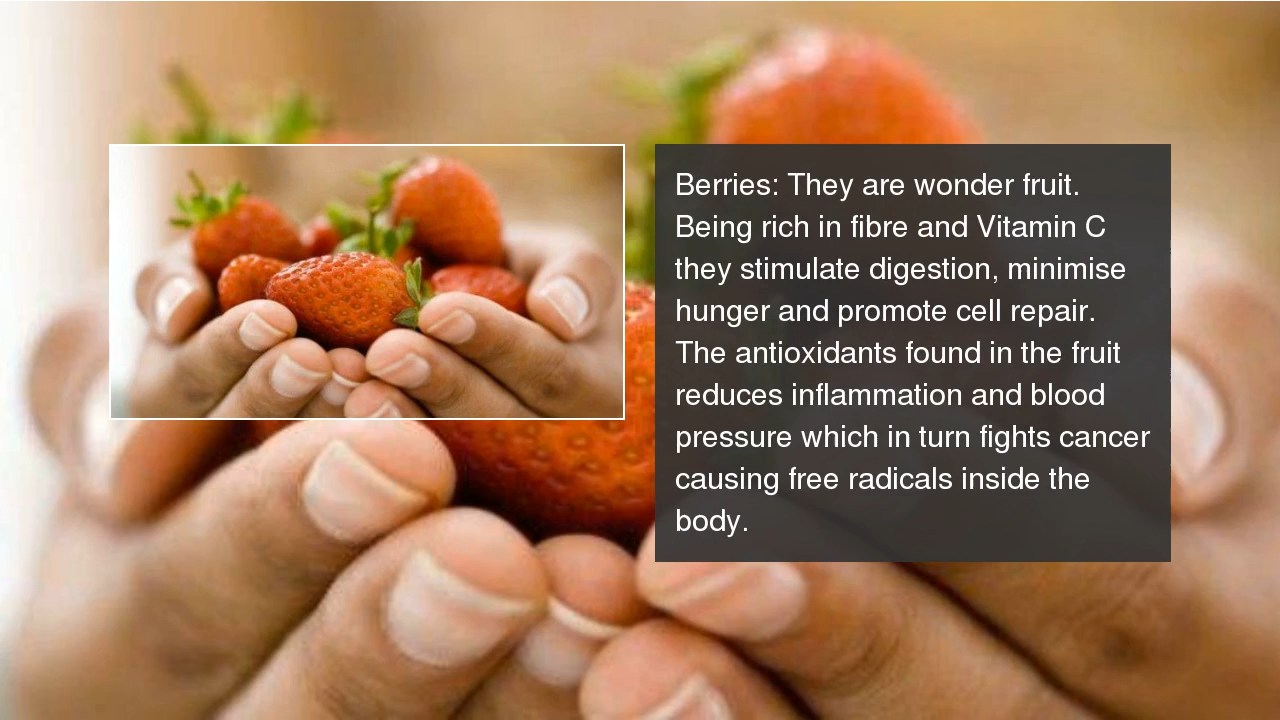 Berries: They are wonder fruit.
Being rich in fibre and Vitamin C
they stimulate digestion, minimise
hunger and promote cell repair.
The antioxidants found in the fruit
reduces inflammation and blood
pressure which in turn fights cancer
causing free radicals inside the
body.